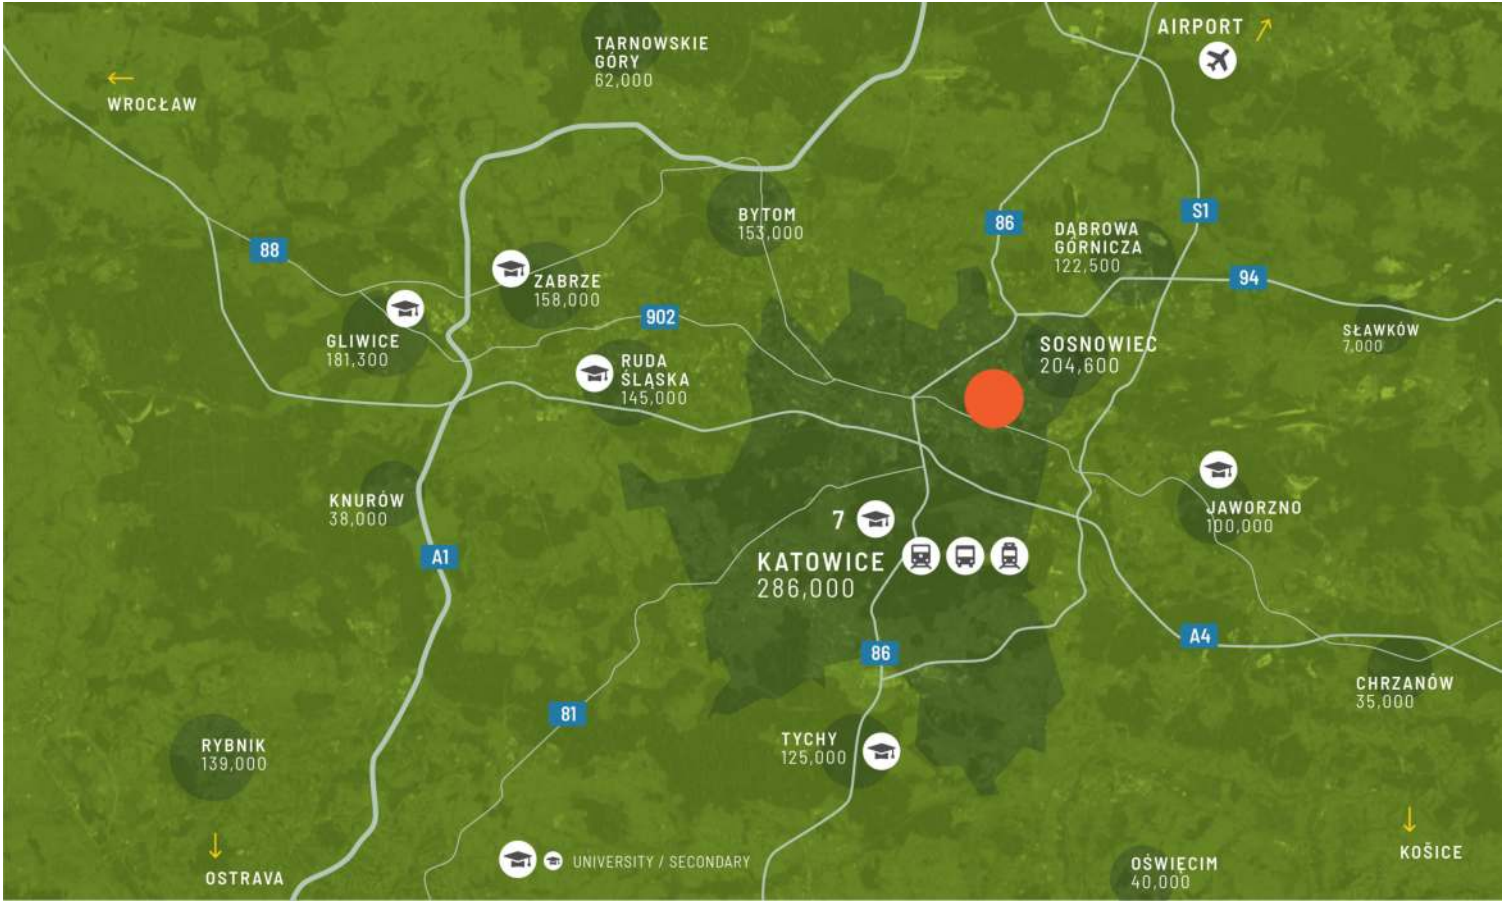 AIRPORT
TARNOWSKIE
GÓRY
62,000
WROCŁAW
S1
BYTOM
153,000
86
DĄBROWA
GÓRNICZA
122,500
88
ZABRZE
158,000
94
902
SŁAWKÓW
7,000
GLIWICE
181,300
SOSNOWIEC
204,600
RUDA
ŚLĄSKA
145,000
KNURÓW
38,000
JAWORZNO
100,000
7
KATOWICE
286,000
A1
A4
86
CHRZANÓW
35,000
81
RYBNIK
139,000
TYCHY
125,000
OSTRAVA
UNIVERSITY / SECONDARY
KOŠICE
OŚWIĘCIM
40,000